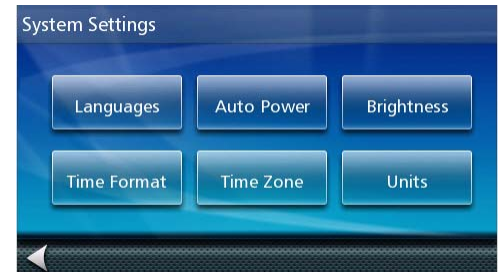 System Settings
Languages
Auto Power
Brightness
Time Format
Time Zone
Units